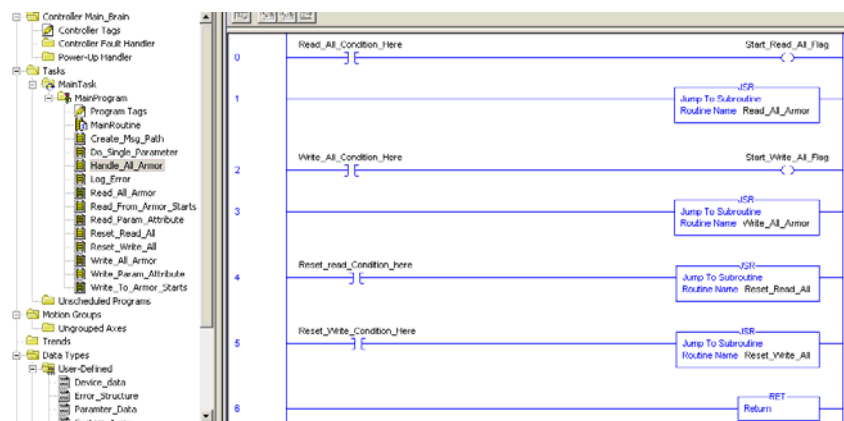 Controller Main_Brain
Controller Tags
Controller Fault Handler
Power-Up Handler
Tasks
MainTask
MainProgram
Program Tags
MainRoutine
Create_Msg_Path
Do_Single_Parameter
Handle_All_Armor
Log_Error
Read_All_Armor
Read_From_Armor_Starts
Read_Param_Attribute
Reset_Read_All
Reset_Write_All
Write_All_Armor
Write_Param_Attribute
Write_To_Armor_Starts
Unscheduled Programs
Motion Groups
Ungrouped Axes
Trends
Data Types
User-Defined
Device_data
Error_Structure
Paramter_Data
0
Read_All_Condition_Here
Start_Read_All_Flag
1
JSR
Jump To Subroutine
Routine Name Read_All_Armor
2
Write_All_Condition_Here
Start_Write_All_Flag
3
JSR
Jump To Subroutine
Routine Name Write_All_Armor
4
Reset_read_Condition_here
JSR
Jump To Subroutine
Routine Name Reset_Read_All
5
Reset_Write_Condition_Here
JSR
Jump To Subroutine
Routine Name Reset_Write_All
6
RET
Return